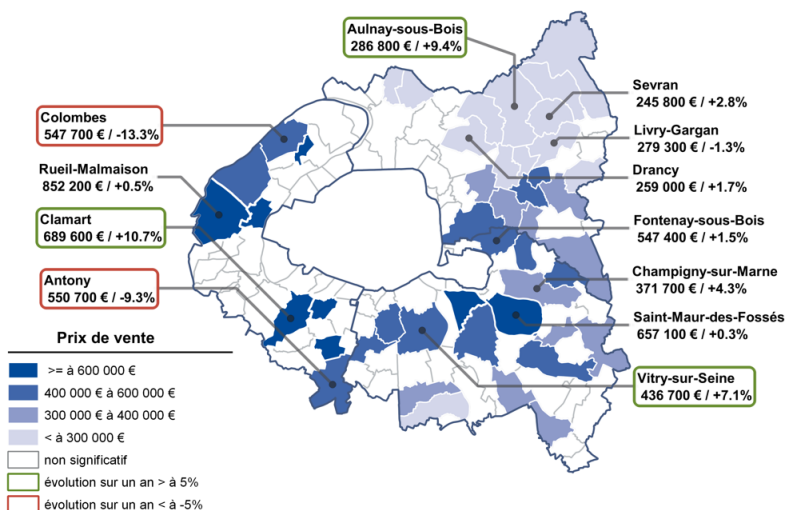 Aulnay-sous-Bois
286 800 € / +9.4%
Sevran
245 800 € / +2.8%
Colombes
547 700 € / -13.3%
Livry-Gargan
279 300 € / -1.3%
Rueil-Malmaison
852 200 € / +0.5%
Drancy
259 000 € / +1.7%
Clamart
689 600 € / +10.7%
Fontenay-sous-Bois
547 400 € / +1.5%
Antony
550 700 € / -9.3%
Champigny-sur-Marne
371 700 € / +4.3%
Saint-Maur-des-Fossés
657 100 € / +0.3%
Vitry-sur-Seine
436 700 € / +7.1%
Prix de vente
>= à 600 000 €
400 000 € à 600 000 €
300 000 € à 400 000 €
< à 300 000 €
non significatif
évolution sur un an > à 5%
évolution sur un an < à -5%